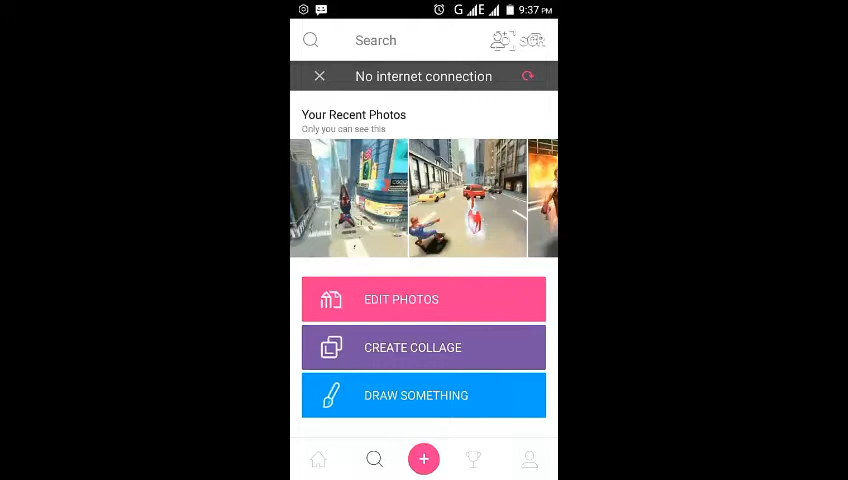 G E 9:37 PM
Search SCR
No internet connection
Your Recent Photos
Only you can see this
EDIT PHOTOS
CREATE COLLAGE
DRAW SOMETHING